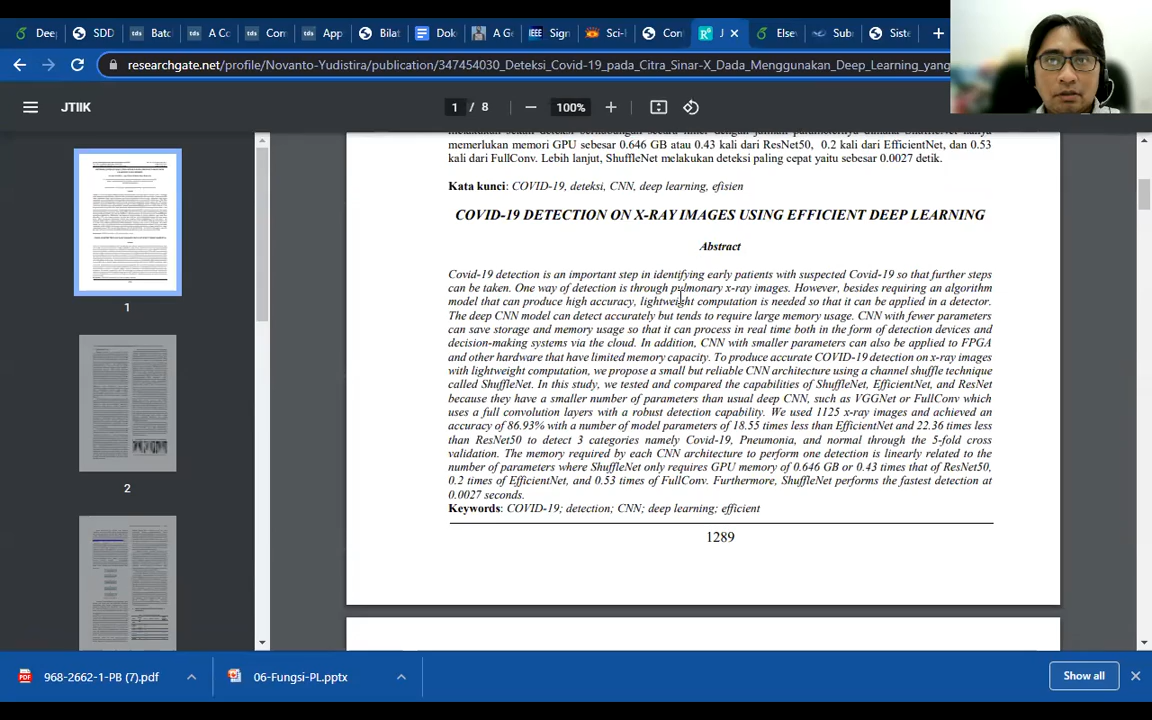 Deep SDD Batc A Co Con App Bilat Dok A Ge IEEE Sign Sci- Con J Else Sub Siste
researchgate.net/profile/Novanto-Yudistira/publication/347454030_Deteksi_Covid-19_pada_Citra_Sinar-X_Dada_Menggunakan_Deep_Learning_yang
JTIIK
1 / 8
100%
memerlukan memori GPU sebesar 0.646 GB atau 0.43 kali dari ResNet50, 0.2 kali dari EfficientNet, dan 0.53
kali dari FullConv. Lebih lanjut, ShuffleNet melakukan deteksi paling cepat yaitu sebesar 0.0027 detik.
Kata kunci: COVID-19, deteksi, CNN, deep learning, efisien
COVID-19 DETECTION ON X-RAY IMAGES USING EFFICIENT DEEP LEARNING
Abstract
Covid-19 detection is an important step in identifying early patients with suspected Covid-19 so that further steps
can be taken. One way of detection is through pulmonary x-ray images. However, besides requiring an algorithm
model that can produce high accuracy, lightweight computation is needed so that it can be applied in a detector.
The deep CNN model can detect accurately but tends to require large memory usage. CNN with fewer parameters
can save storage and memory usage so that it can process in real time both in the form of detection devices and
decision-making systems via the cloud. In addition, CNN with smaller parameters can also be applied to FPGA
and other hardware that have limited memory capacity. To produce accurate COVID-19 detection on x-ray images
with lightweight computation, we propose a small but reliable CNN architecture using a channel shuffle technique
called ShuffleNet. In this study, we tested and compared the capabilities of ShuffleNet, EfficientNet, and ResNet
because they have a smaller number of parameters than usual deep CNN, such as VGGNet or FullConv which
uses a full convolution layers with a robust detection capability. We used 1125 x-ray images and achieved an
accuracy of 86.93% with a number of model parameters of 18.55 times less than EfficientNet and 22.36 times less
than ResNet50 to detect 3 categories namely Covid-19, Pneumonia, and normal through the 5-fold cross
validation. The memory required by each CNN architecture to perform one detection is linearly related to the
number of parameters where ShuffleNet only requires GPU memory of 0.646 GB or 0.43 times that of ResNet50,
0.2 times of EfficientNet, and 0.53 times of FullConv. Furthermore, ShuffleNet performs the fastest detection at
0.0027 seconds.
Keywords: COVID-19; detection; CNN; deep learning; efficient
1289
1
2
968-2662-1-PB (7).pdf
06-Fungsi-PL.pptx
Show all